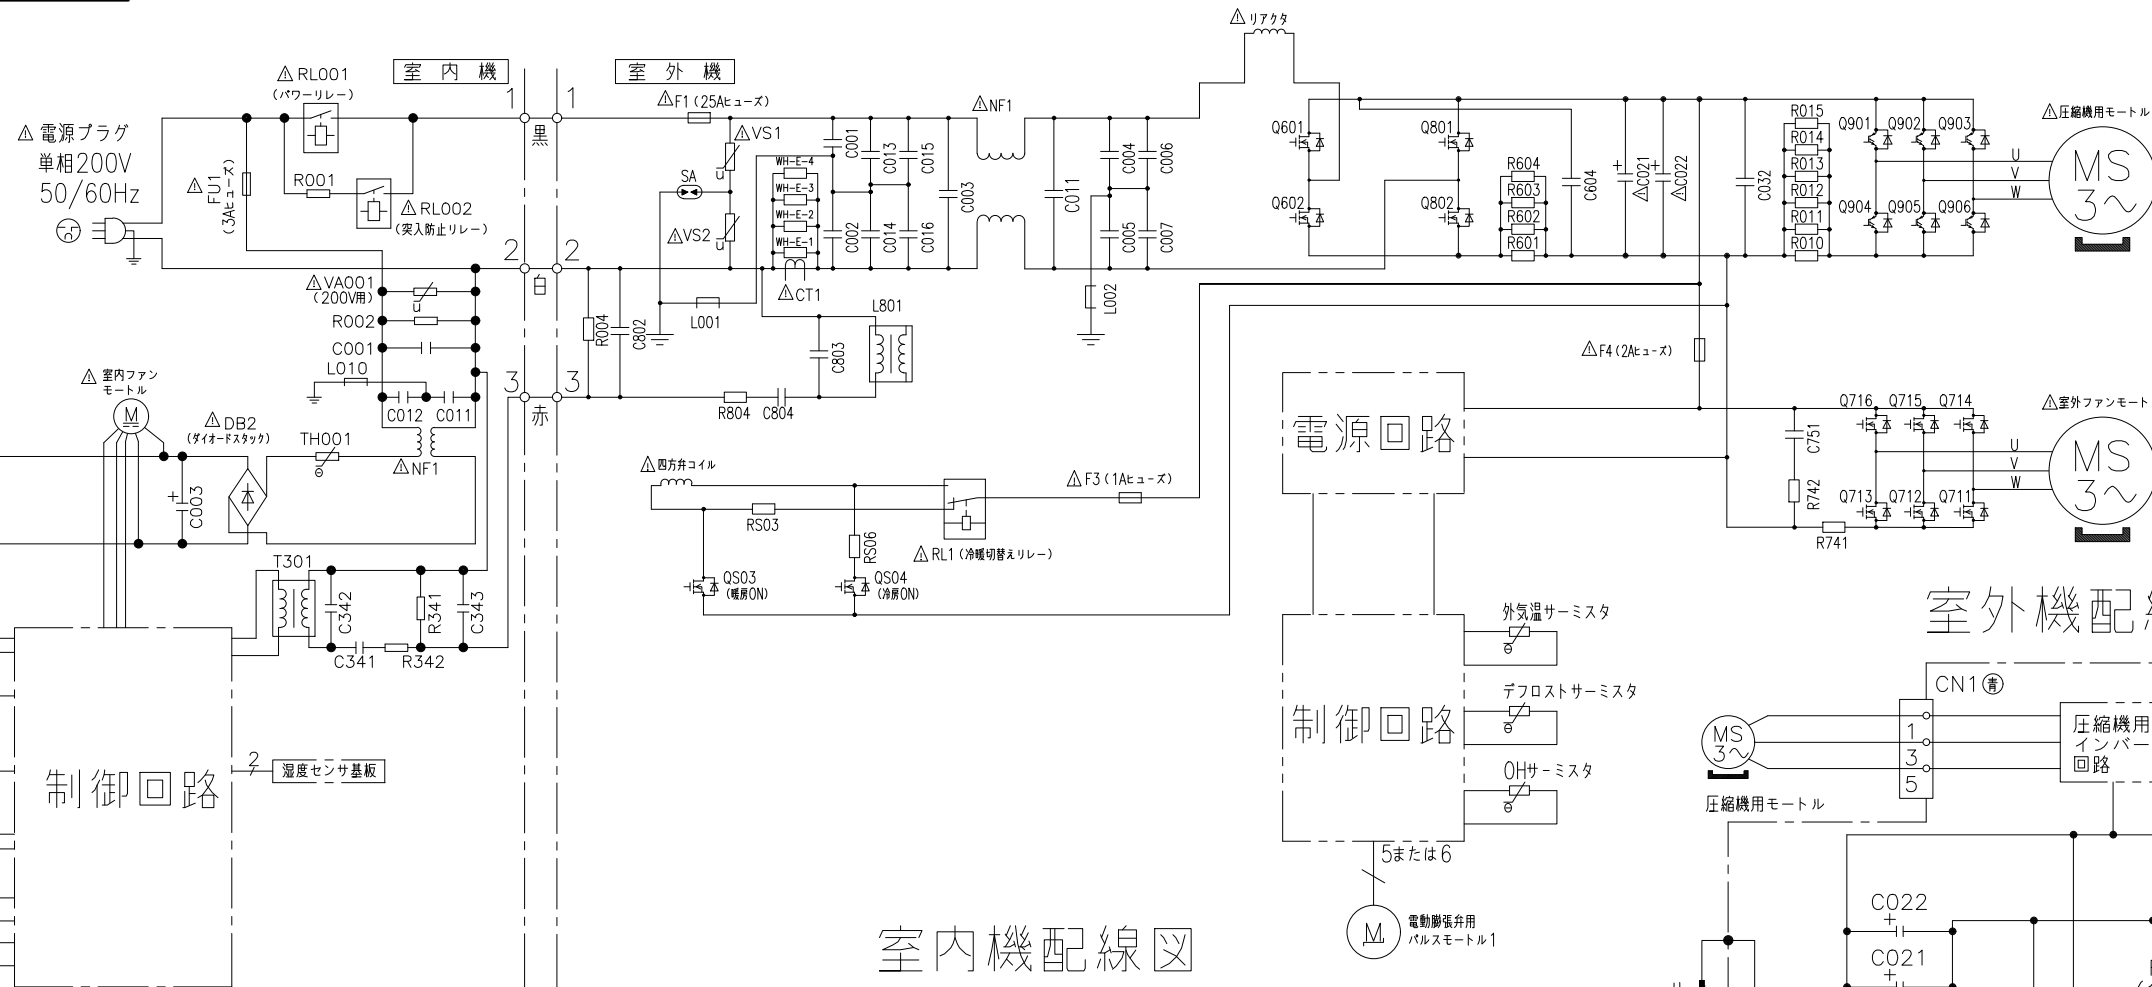 リアクタ
RL001
(パワーリレー)
室内機
室外機
電源プラグ
単相200V
50/60Hz
FU1
(3Aヒューズ)
R001
RL002
(突入防止リレー)
1
1
黒
2
2
白
3
3
赤
F1(25Aヒューズ)
VS1
VS2
SA
WH-E-4
WH-E-3
WH-E-2
WH-E-1
CT1
C001
C002
C013
C014
C015
C016
C003
NF1
C011
C004
C005
C006
C007
L001
L002
Q601
Q602
Q801
Q802
R604
R603
R602
R601
C604
C021
C022
C032
R015
R014
R013
R012
R011
R010
Q901
Q902
Q903
Q904
Q905
Q906
U
V
W
圧縮機用モートル
MS
3~
VA001
(200V用)
u
R002
C001
L010
C012
C011
NF1
R004
C802
C803
L801
R804
C804
室内ファン
モートル
M
DB2
(ダイオードスタック)
TH001
θ
C003
T301
C342
R341
C343
C341
R342
四方弁コイル
RS03
RS06
QS03
(暖房ON)
QS04
(冷房ON)
RL1(冷暖切替えリレー)
F3(1Aヒューズ)
F4(2Aヒューズ)
電源回路
Q716
Q715
Q714
Q713
Q712
Q711
C751
R742
R741
U
V
W
室外ファンモート
MS
3~
制御回路
2
湿度センサ基板
制御回路
外気温サーミスタ
θ
デフロストサーミスタ
θ
OHサーミスタ
θ
5または6
M
電動膨張弁用
パルスモートル1
室内機配線図
室外機配
CN1
青
1
3
5
MS
3~
圧縮機用モートル
圧縮機用
インバー
回路
C022
C021